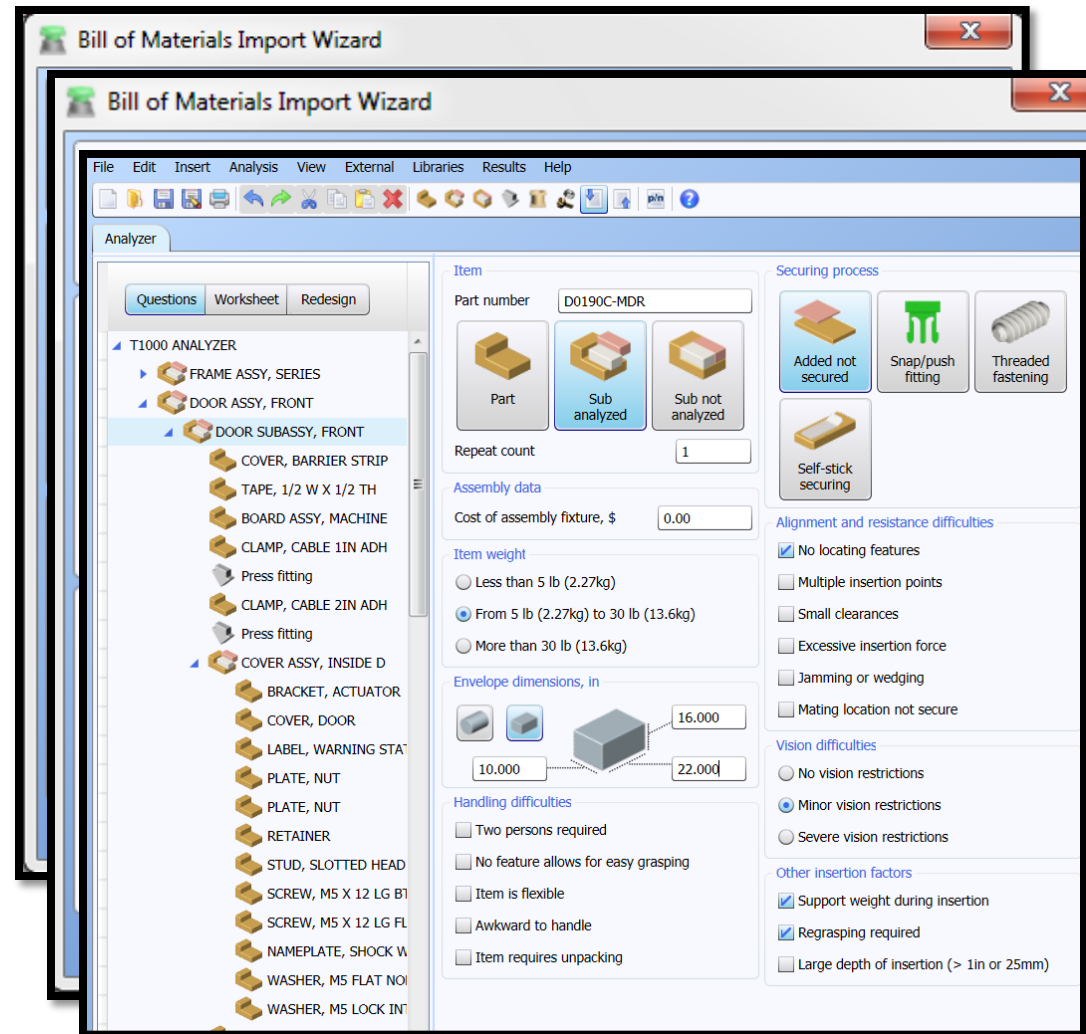 Bill of Materials Import Wizard
Bill of Materials Import Wizard
File Edit Insert Analysis View External Libraries Results Help
p/n
Analyzer
Questions Worksheet Redesign
T1000 ANALYZER
FRAME ASSY, SERIES
DOOR ASSY, FRONT
DOOR SUBASSY, FRONT
COVER, BARRIER STRIP
TAPE, 1/2 W X 1/2 TH
BOARD ASSY, MACHINE
CLAMP, CABLE 1IN ADH
Press fitting
CLAMP, CABLE 2IN ADH
Press fitting
COVER ASSY, INSIDE D
BRACKET, ACTUATOR
COVER, DOOR
LABEL, WARNING STAT
PLATE, NUT
PLATE, NUT
RETAINER
STUD, SLOTTED HEAD
SCREW, M5 X 12 LG BT
SCREW, M5 X 12 LG FL
NAMEPLATE, SHOCK W
WASHER, M5 FLAT NOI
WASHER, M5 LOCK INT
Item
Part number D0190C-MDR
Part
Sub analyzed
Sub not analyzed
Repeat count 1
Assembly data
Cost of assembly fixture, $ 0.00
Item weight
Less than 5 lb (2.27kg)
From 5 lb (2.27kg) to 30 lb (13.6kg)
More than 30 lb (13.6kg)
Envelope dimensions, in
16.000
10.000 22.000
Handling difficulties
Two persons required
No feature allows for easy grasping
Item is flexible
Awkward to handle
Item requires unpacking
Securing process
Added not secured
Snap/push fitting
Threaded fastening
Self-stick securing
Alignment and resistance difficulties
No locating features
Multiple insertion points
Small clearances
Excessive insertion force
Jamming or wedging
Mating location not secure
Vision difficulties
No vision restrictions
Minor vision restrictions
Severe vision restrictions
Other insertion factors
Support weight during insertion
Regrasping required
Large depth of insertion (> 1in or 25mm)